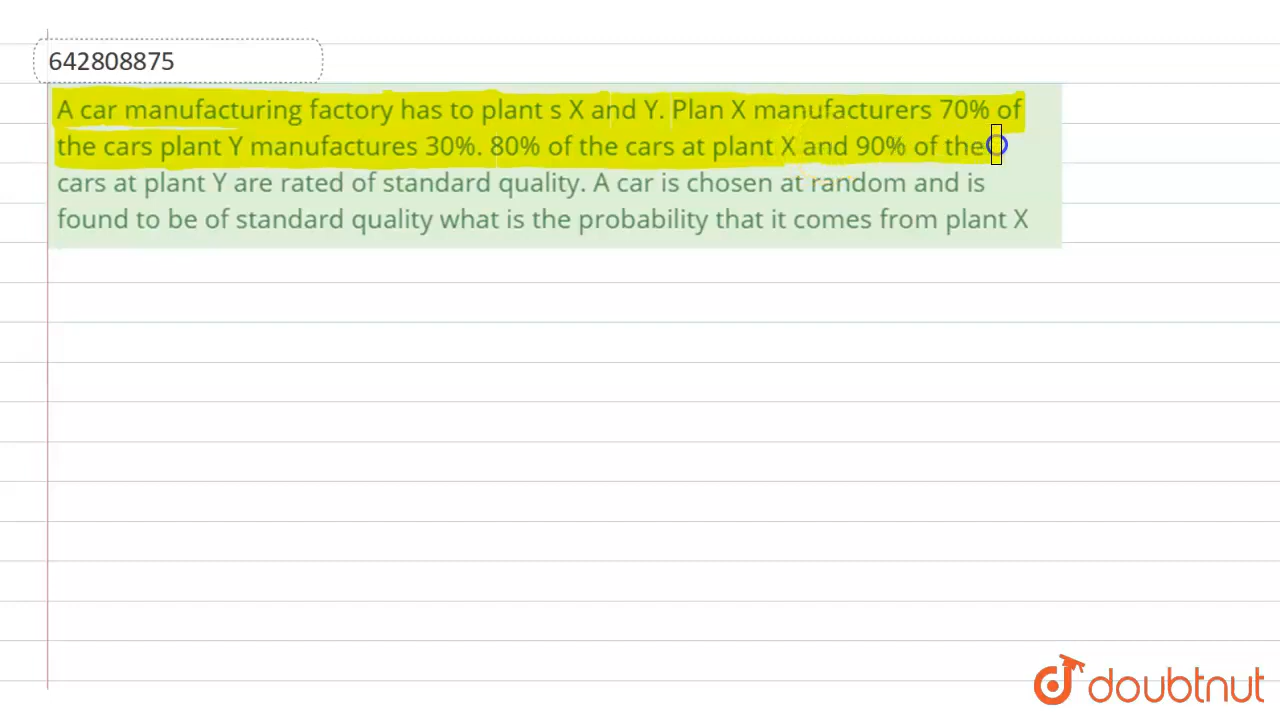 642808875
A car manufacturing factory has to plant s X and Y. Plan X manufacturers 70% of
the cars plant Y manufactures 30%. 80% of the cars at plant X and 90% of the
cars at plant Y are rated of standard quality. A car is chosen at random and is
found to be of standard quality what is the probability that it comes from plant X
doubtnut